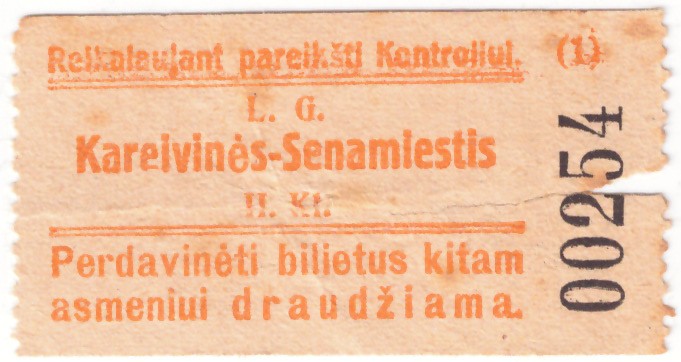 Reikalaujant pareikšti Kontroliui. (1)
L. G.
Kareivinės-Senamiestis
II. Kl.
Perdavinėti bilietus kitam
asmeniui draudžiama.
00254